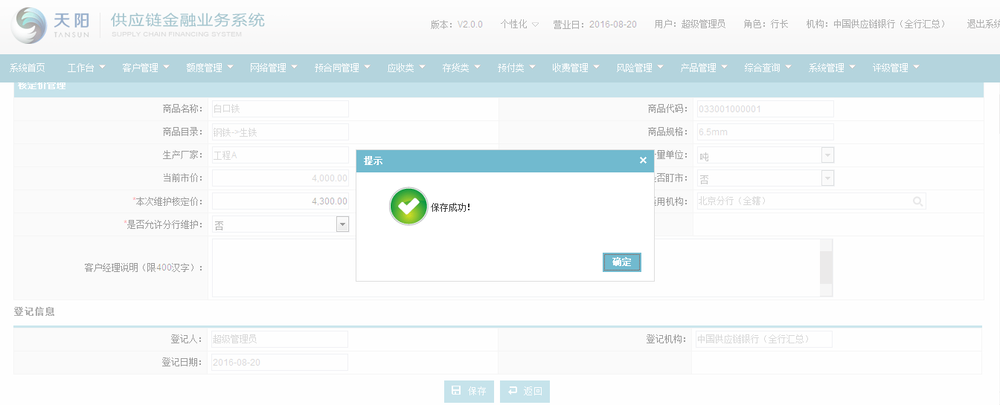 天阳 供应链金融业务系统
TANSUN SUPPLY CHAIN FINANCING SYSTEM
版本：V2.0.0 个性化 营业日：2016-08-20 用户：超级管理员 角色：行长 机构：中国供应链银行（全行汇总） 退出系统
系统首页 工作台 客户管理 额度管理 网络管理 预合同管理 应收类 存货类 预付类 收费管理 风险管理 产品管理 综合查询 系统管理 评级管理
核定价管理
商品名称： 白口铁 商品代码： 033001000001
商品目录： 钢铁->生铁 商品规格： 6.5mm
生产厂家： 工程A 量单位： 吨
当前市价： 4,000.00 是否盯市： 否
*本次维护核定价： 4,300.00 适用机构： 北京分行（全辖）
*是否允许分行维护： 否
客户经理说明（限400汉字）：
提示
保存成功！
确定
登记信息
登记人： 超级管理员 登记机构： 中国供应链银行（全行汇总）
登记日期： 2016-08-20
保存 返回